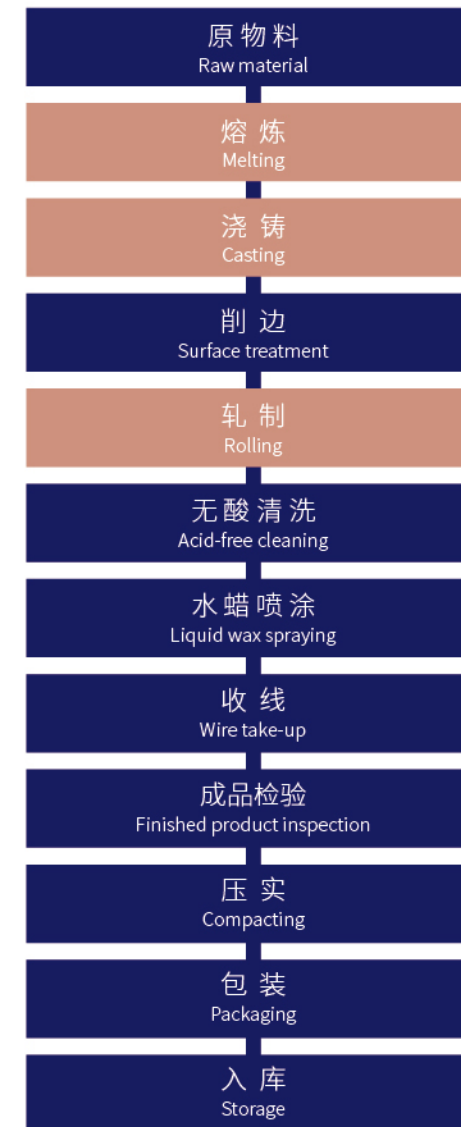 原物料
Raw material
熔炼
Melting
浇铸
Casting
削边
Surface treatment
轧制
Rolling
无酸清洗
Acid-free cleaning
水蜡喷涂
Liquid wax spraying
收线
Wire take-up
成品检验
Finished product inspection
压实
Compacting
包装
Packaging
入库
Storage